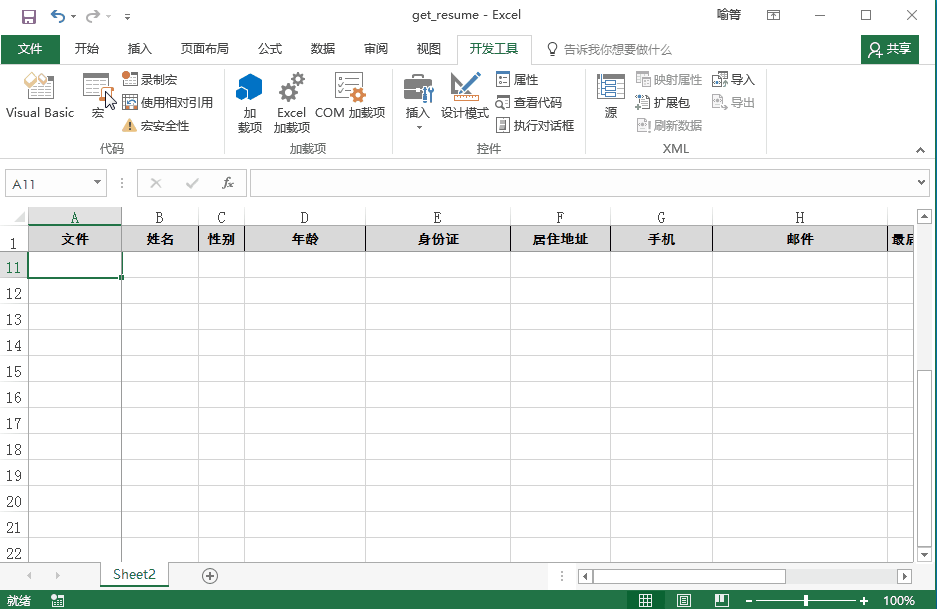 get_resume - Excel
喻箐
文件 开始 插入 页面布局 公式 数据 审阅 视图 开发工具 告诉我你想要做什么 共享
Visual Basic 宏 录制宏 使用相对引用 宏安全性 加载项 Excel 加载项 COM 加载项 插入 设计模式 属性 查看代码 执行对话框 源 映射属性 扩展包 刷新数据 导入 导出
代码 加载项 控件 XML
A11 fx
A B C D E F G H
1 文件 姓名 性别 年龄 身份证 居住地址 手机 邮件 最后
11
12
13
14
15
16
17
18
19
20
21
22
Sheet2
就绪 100%